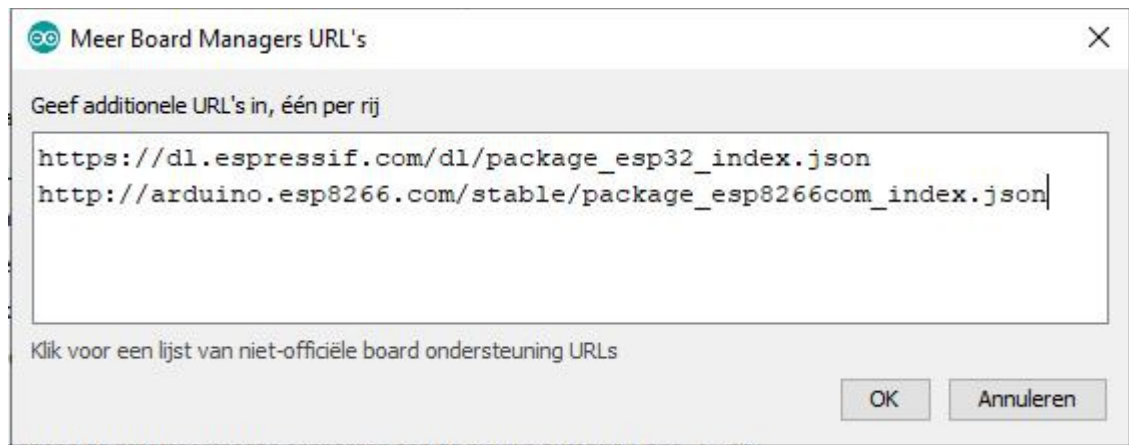 Meer Board Managers URL's
Geef additionele URL's in, één per rij
https://dl.espressif.com/dl/package_esp32_index.json
http://arduino.esp8266.com/stable/package_esp8266com_index.json
Klik voor een lijst van niet-officiële board ondersteuning URLs
OK Annuleren